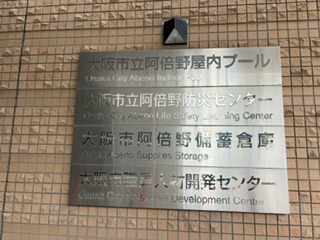 大阪市立阿倍野屋内プール
Osaka City Abeno Indoor Pool
大阪市立阿倍野防災センター
Osaka City Abeno Life Safety Learning Center
大阪市阿倍野備蓄倉庫
Osaka Abeno Supplies Storage
大阪市職員人材開発センター
Osaka City Development Center